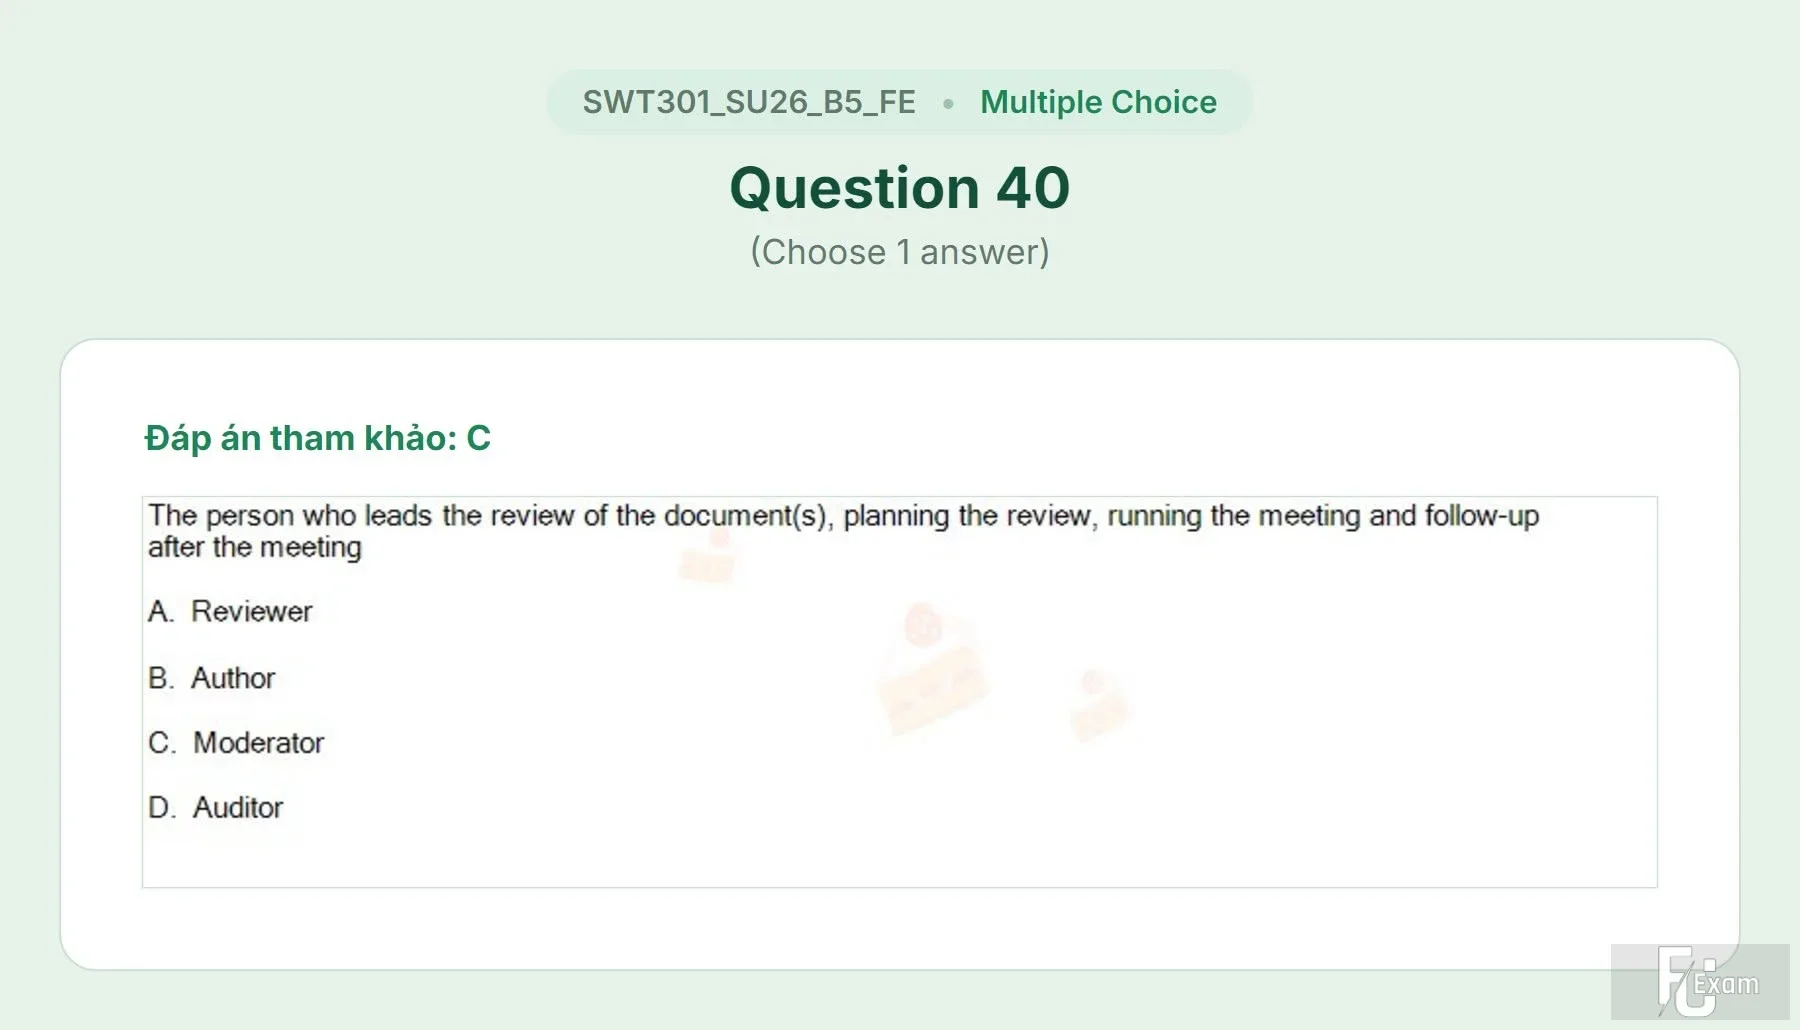 SWT301_SU26_B5_FE • Multiple Choice
Question 40
(Choose 1 answer)
Đáp án tham khảo: C
The person who leads the review of the document(s), planning the review, running the meeting and follow-up
after the meeting
A. Reviewer
B. Author
C. Moderator
D. Auditor
FU Exam